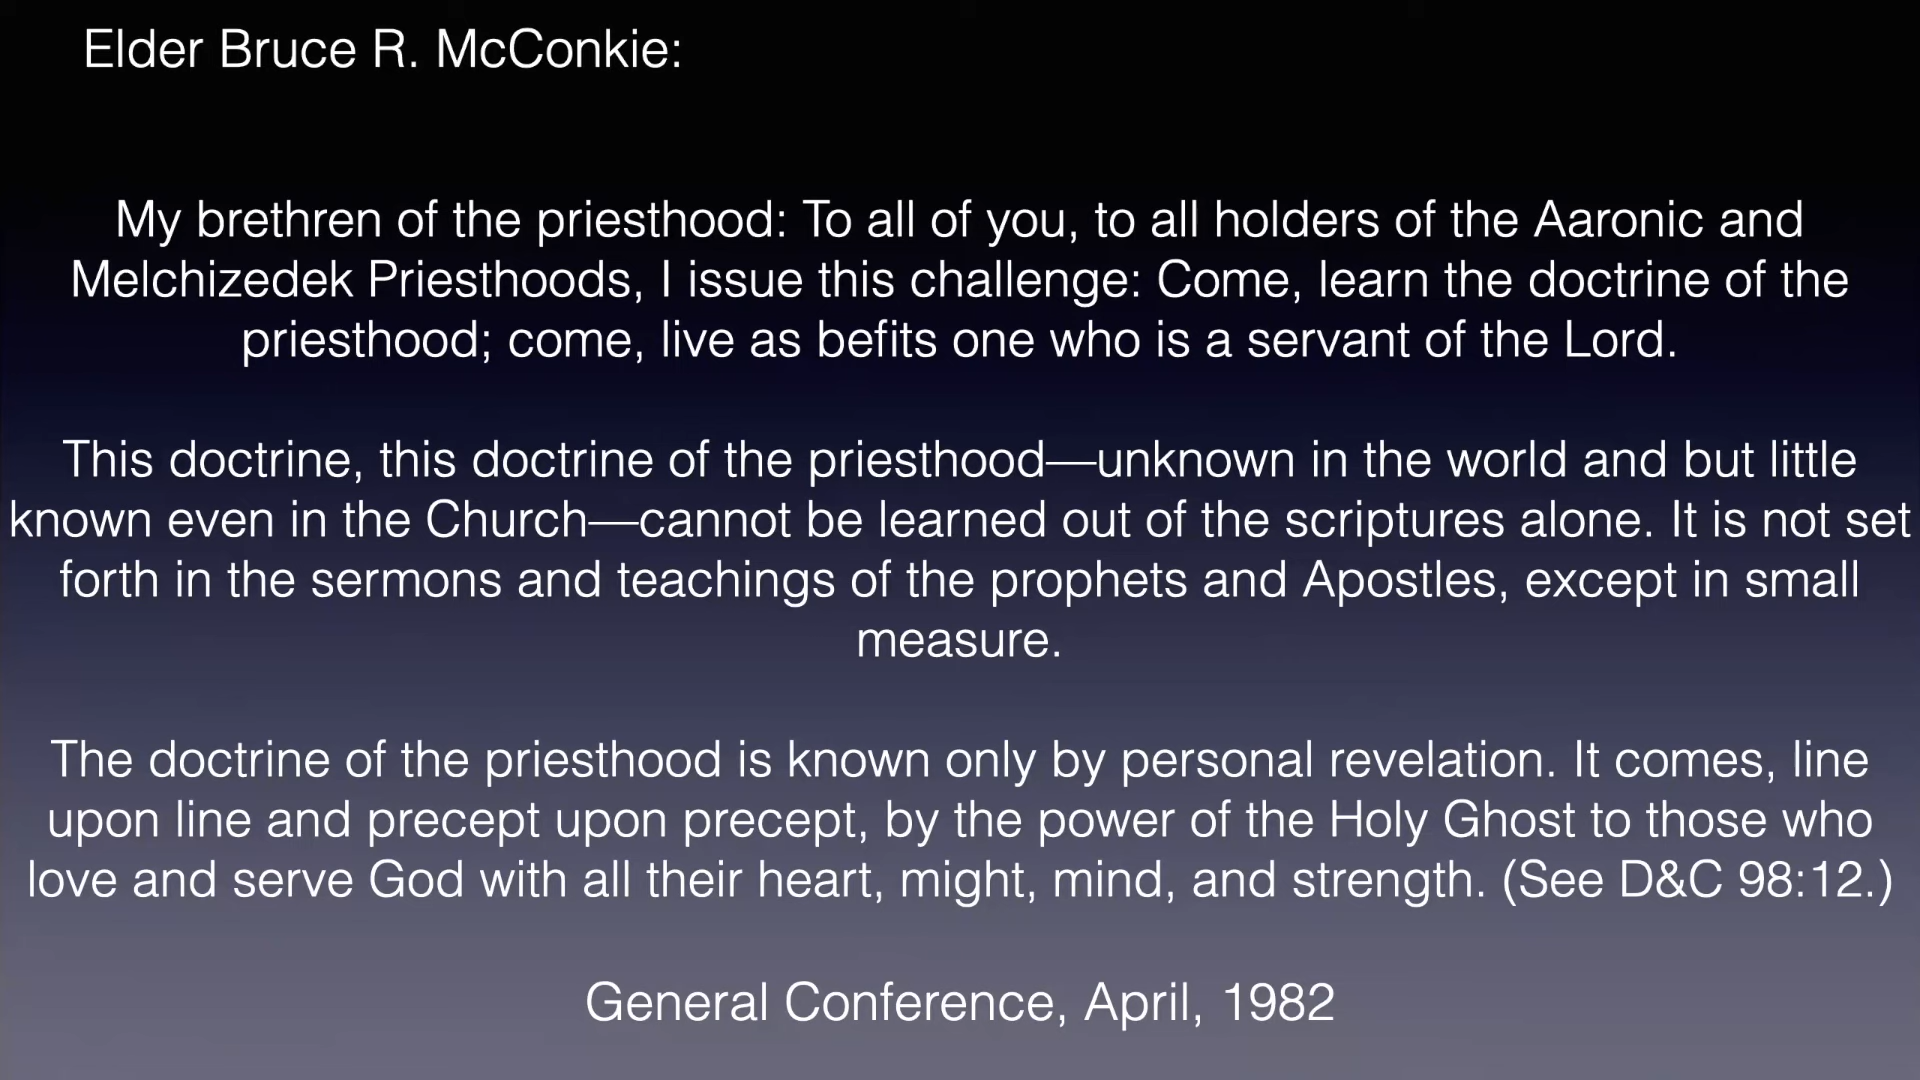 Elder Bruce R. McConkie:
My brethren of the priesthood: To all of you, to all holders of the Aaronic and
Melchizedek Priesthoods, I issue this challenge: Come, learn the doctrine of the
priesthood; come, live as befits one who is a servant of the Lord.
This doctrine, this doctrine of the priesthood—unknown in the world and but little
known even in the Church—cannot be learned out of the scriptures alone. It is not set
forth in the sermons and teachings of the prophets and Apostles, except in small
measure.
The doctrine of the priesthood is known only by personal revelation. It comes, line
upon line and precept upon precept, by the power of the Holy Ghost to those who
love and serve God with all their heart, might, mind, and strength. (See D&C 98:12.)
General Conference, April, 1982